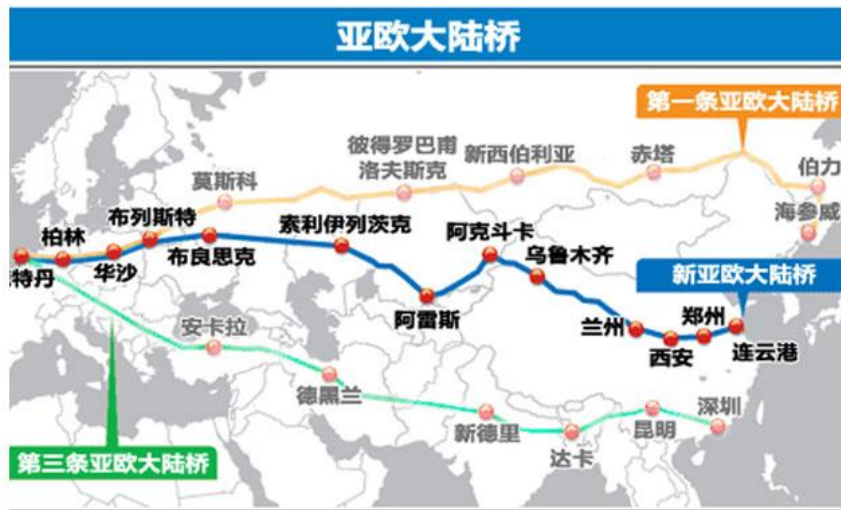 亚欧大陆桥
第一条亚欧大陆桥
彼得罗巴甫
洛夫斯克
新西伯利亚
赤塔
伯力
莫斯科
海参崴
布列斯特
索利伊列茨克
阿克斗卡
柏林
乌鲁木齐
特丹
华沙
布良思克
新亚欧大陆桥
阿雷斯
兰州
郑州
西安
连云港
安卡拉
德黑兰
深圳
新德里
昆明
达卡
第三条亚欧大陆桥